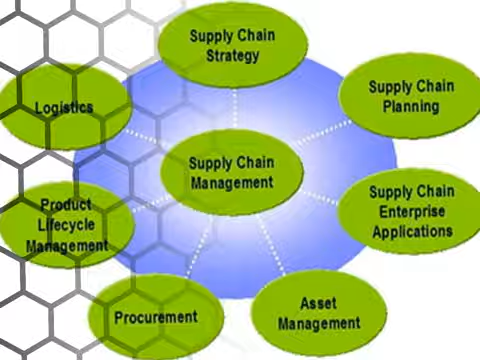 Supply Chain
Strategy
Supply Chain
Planning
Logistics
Supply Chain
Management
Supply Chain
Enterprise
Applications
Product
Lifecycle
Management
Procurement
Asset
Management